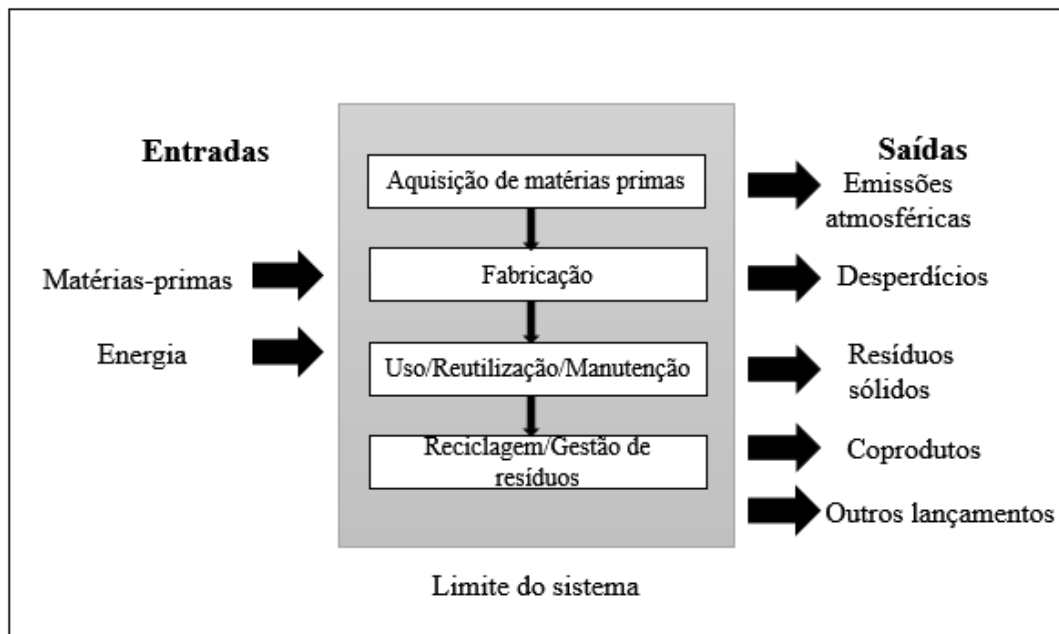 Entradas
Matérias-primas
Energia
Aquisição de matérias primas
Fabricação
Uso/Reutilização/Manutenção
Reciclagem/Gestão de
resíduos
Limite do sistema
Saídas
Emissões
atmosféricas
Desperdícios
Resíduos
sólidos
Coprodutos
Outros lançamentos